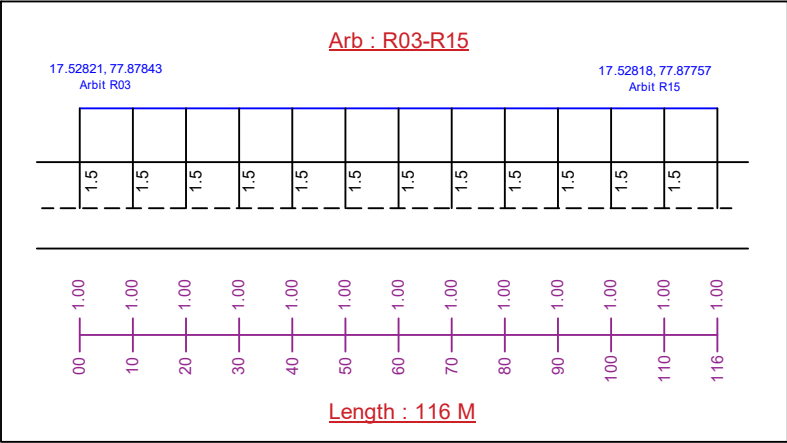 Arb : R03-R15
17.52821, 77.87843
Arbit R03
17.52818, 77.87757
Arbit R15
1.5 1.5 1.5 1.5 1.5 1.5 1.5 1.5 1.5 1.5 1.5 1.5
1.00 1.00 1.00 1.00 1.00 1.00 1.00 1.00 1.00 1.00 1.00 1.00 1.00
00 10 20 30 40 50 60 70 80 90 100 110 116
Length : 116 M